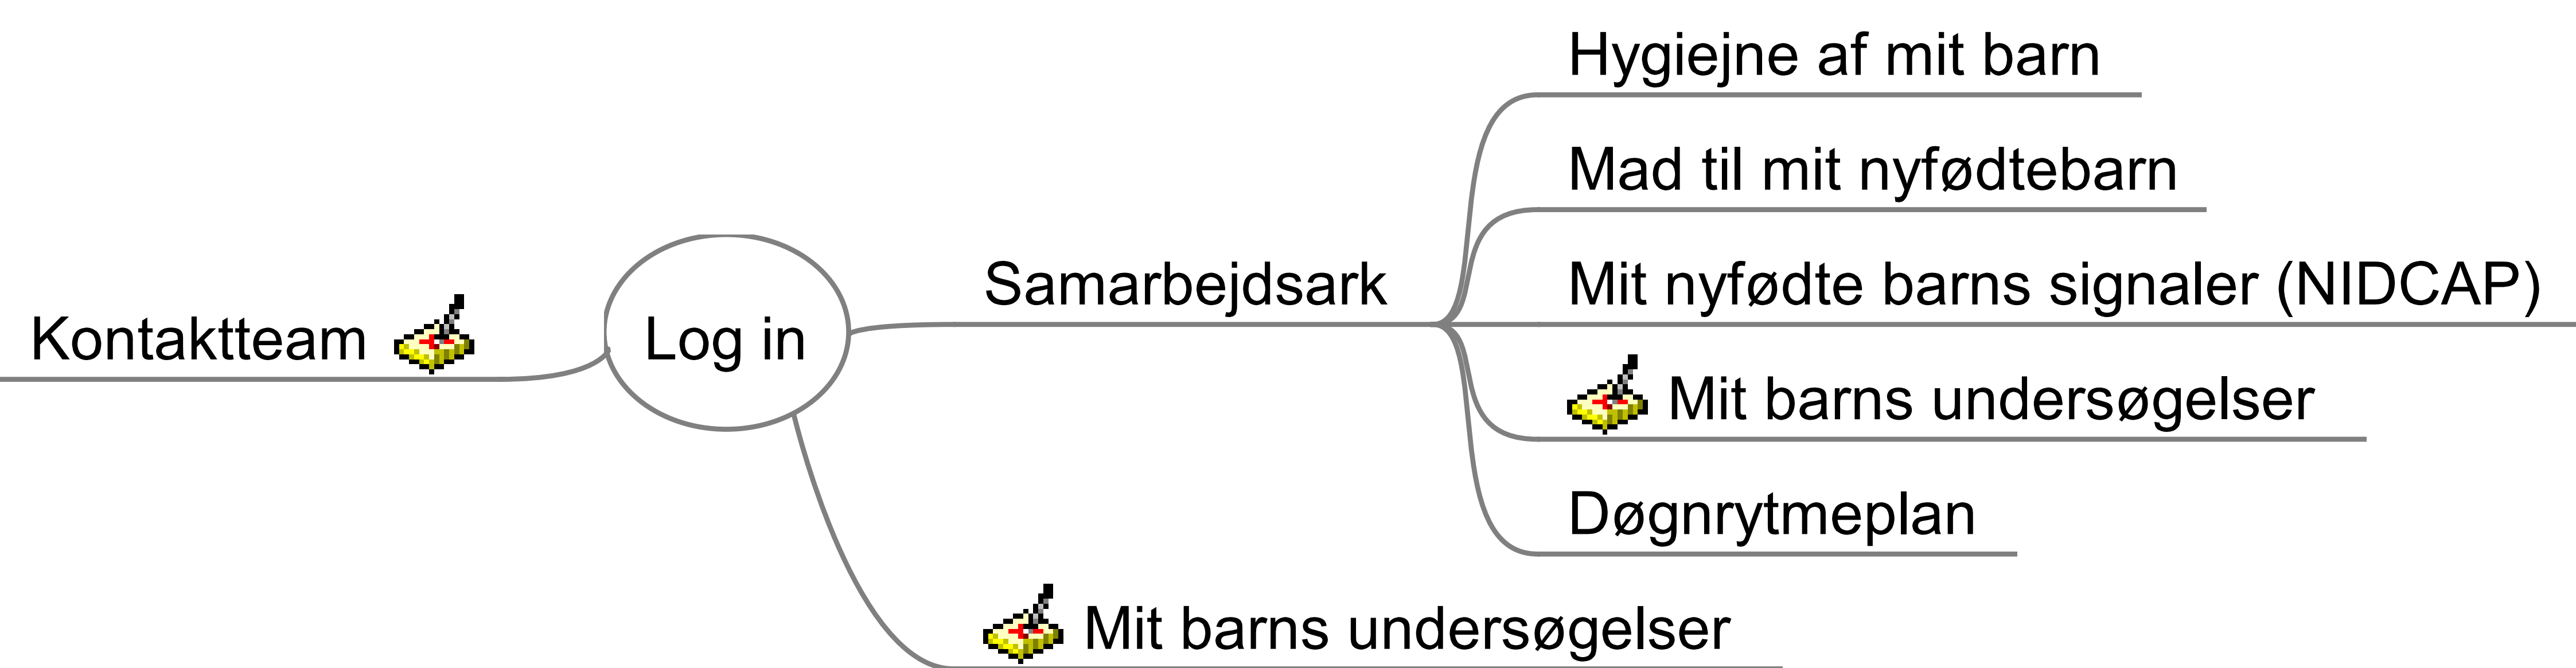 Kontaktteam
Log in
Samarbejdsark
Hygiejne af mit barn
Mad til mit nyfødtebarn
Mit nyfødte barns signaler (NIDCAP)
Mit barns undersøgelser
Døgnrytmeplan
Mit barns undersøgelser